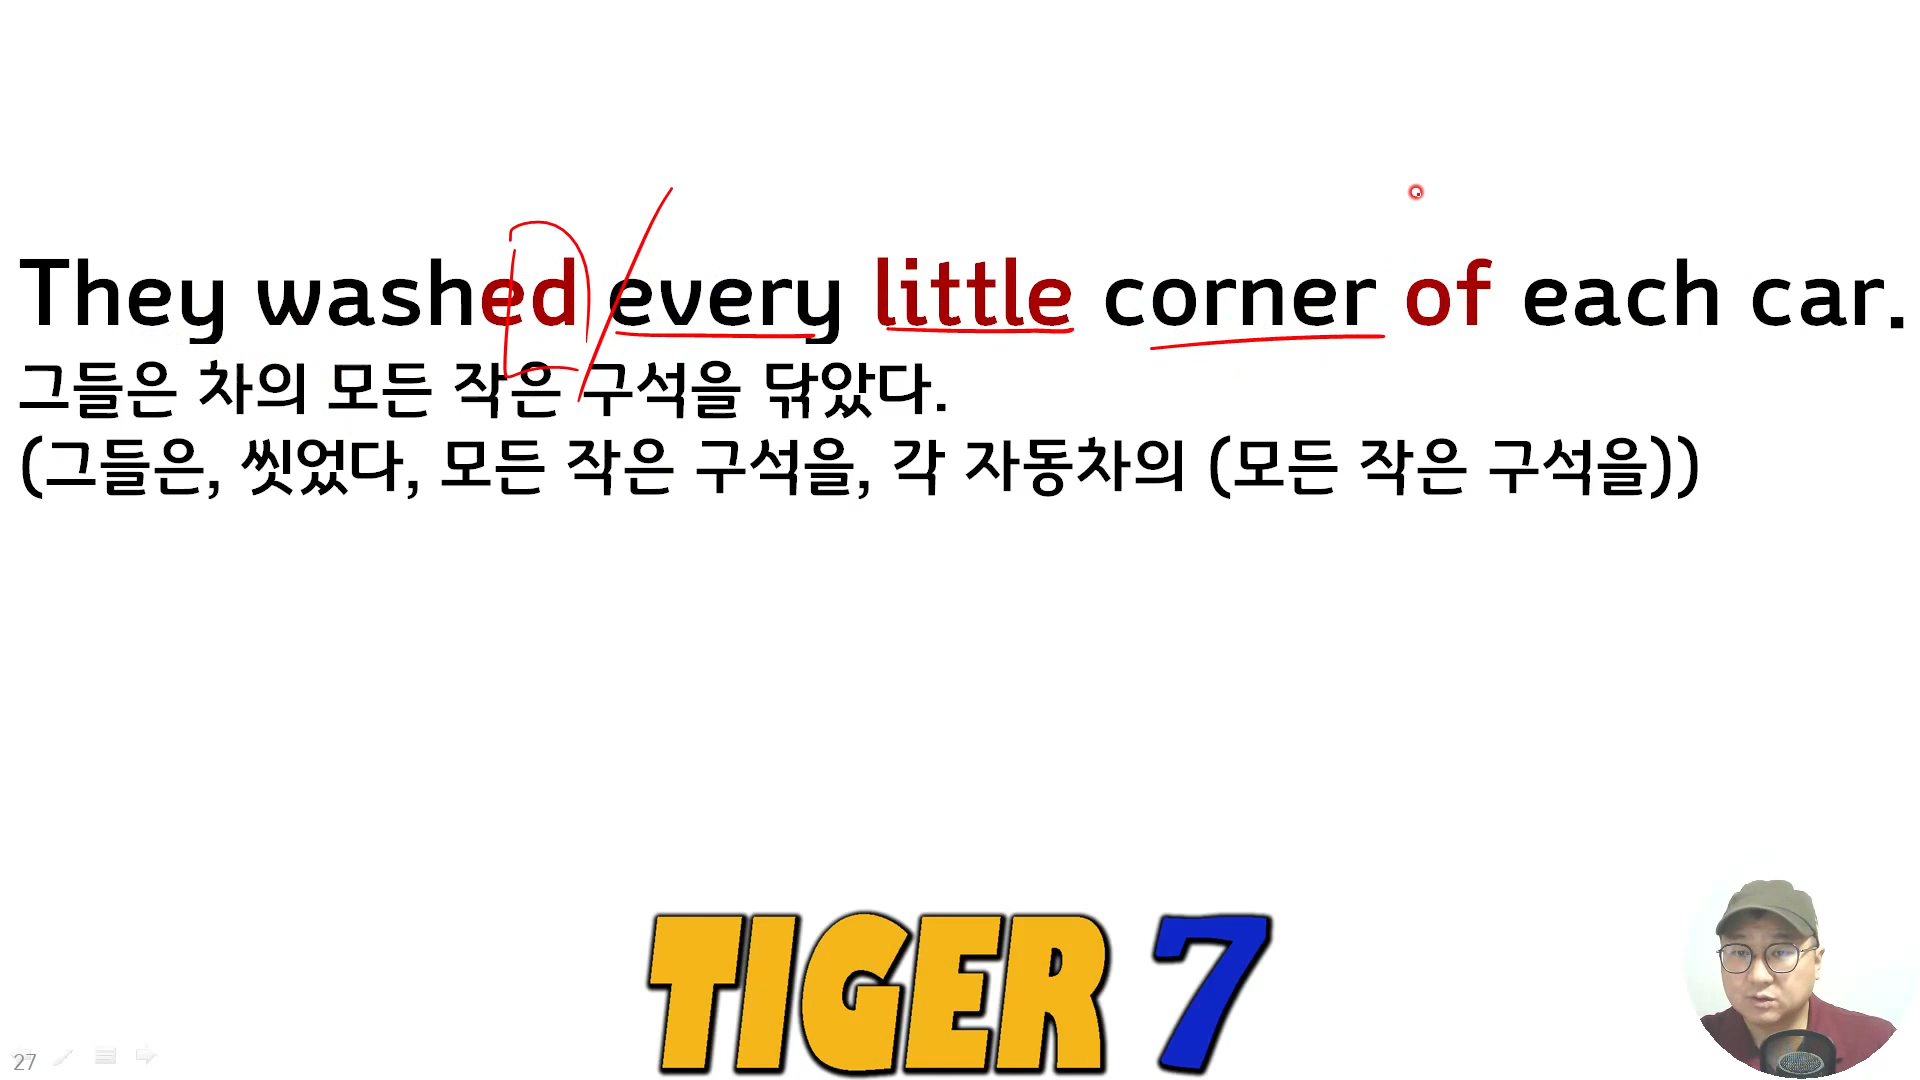 They washed every little corner of each car.
그들은 차의 모든 작은 구석을 닦았다.
(그들은, 씻었다, 모든 작은 구석을, 각 자동차의 (모든 작은 구석을))
TIGER 7
27